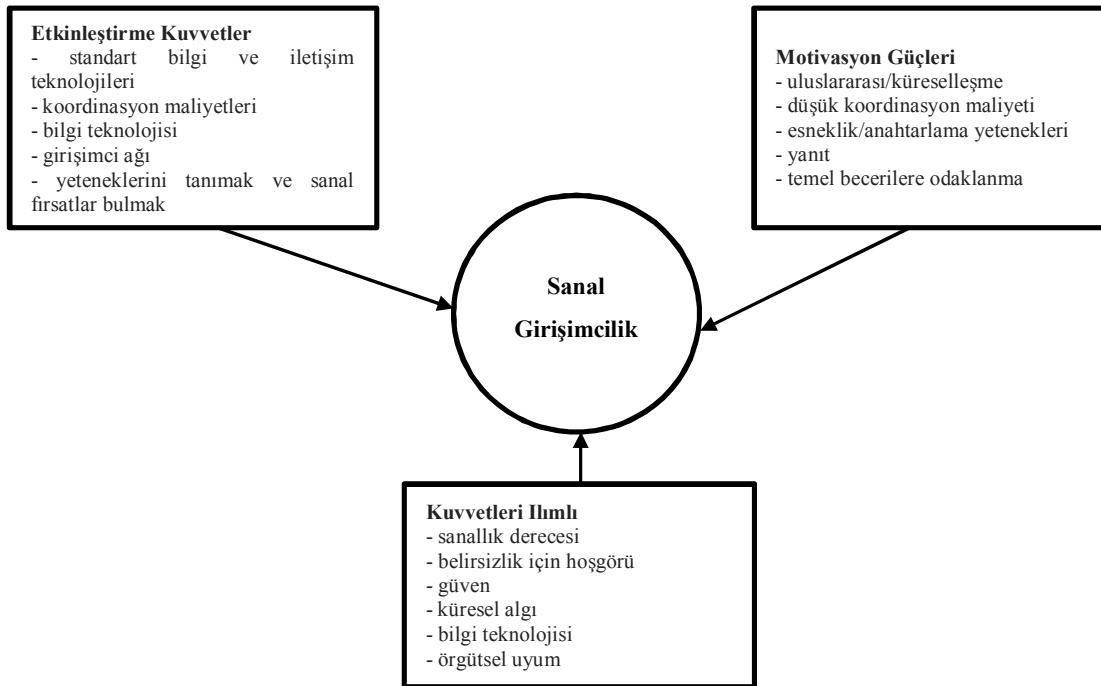 Etkinleştirme Kuvvetler
- standart bilgi ve iletişim
teknolojileri
- koordinasyon maliyetleri
- bilgi teknolojisi
- girişimci ağı
- yeteneklerini tanımak ve sanal
fırsatlar bulmak
Motivasyon Güçleri
- uluslararası/küreselleşme
- düşük koordinasyon maliyeti
- esneklik/anahtarlama yetenekleri
- yanıt
- temel becerilere odaklanma
Sanal
Girişimcilik
Kuvvetleri Ilımlı
- sanallık derecesi
- belirsizlik için hoşgörü
- güven
- küresel algı
- bilgi teknolojisi
- örgütsel uyum